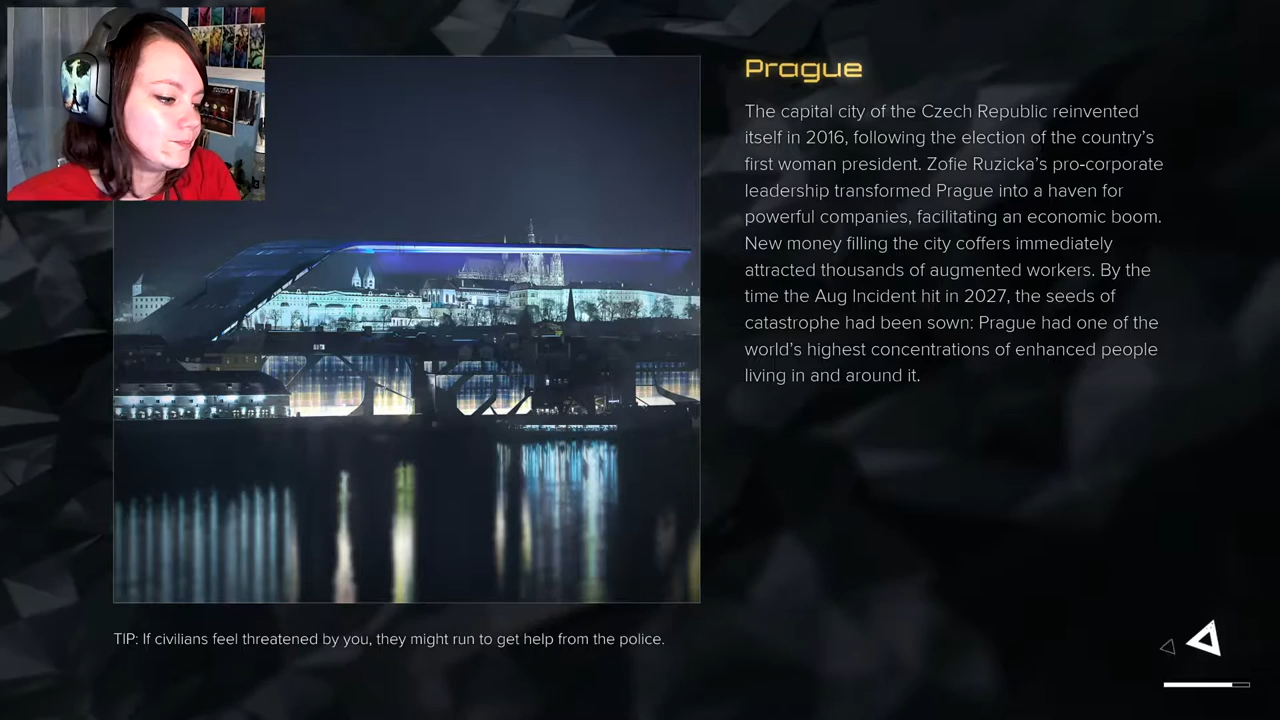 Prague
The capital city of the Czech Republic reinvented
itself in 2016, following the election of the country's
first woman president. Zofie Ruzicka's pro-corporate
leadership transformed Prague into a haven for
powerful companies, facilitating an economic boom.
New money filling the city coffers immediately
attracted thousands of augmented workers. By the
time the Aug Incident hit in 2027, the seeds of
catastrophe had been sown: Prague had one of the
world's highest concentrations of enhanced people
living in and around it.
TIP: If civilians feel threatened by you, they might run to get help from the police.